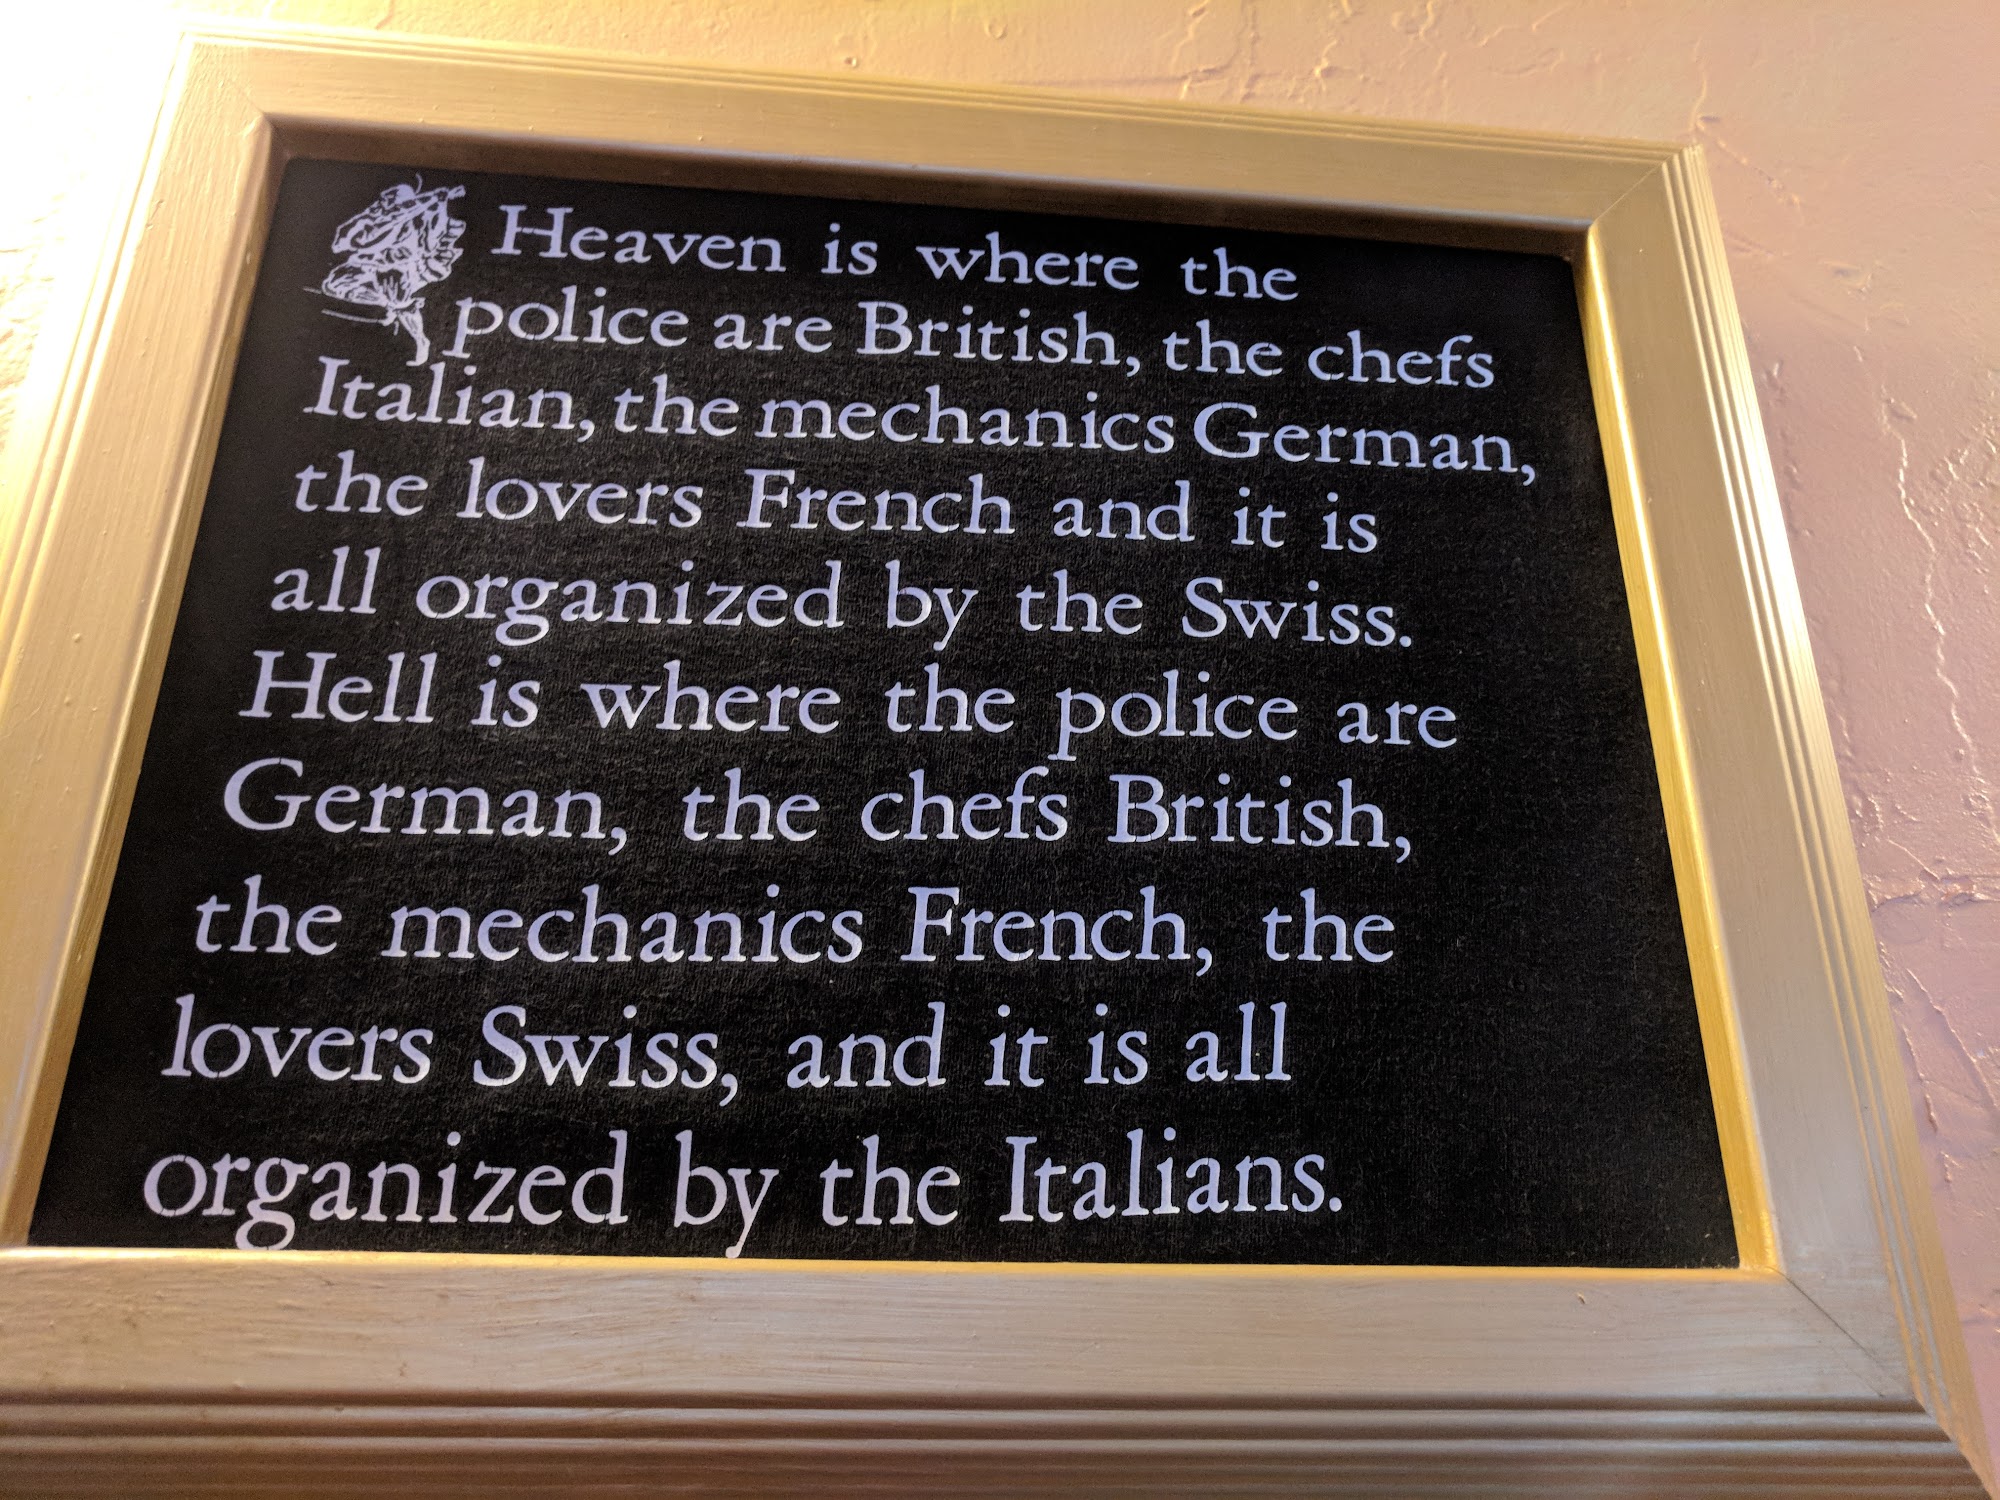 Heaven is where the
police are British, the chefs
Italian, the mechanics German,
the lovers French and it is
all organized by the Swiss.
Hell is where the police are
German, the chefs British,
the mechanics French, the
lovers Swiss, and it is all
organized by the Italians.